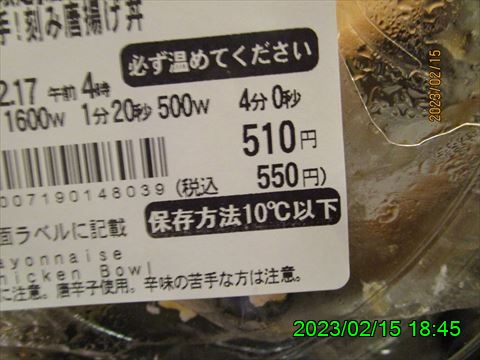 手!刻み唐揚げ丼
必ず温めてください
2.17 午前 4時
1600W 1分20秒 500W 4分 0秒
510円
007190148039 (税込 550円)
保存方法10℃以下
面ラベルに記載
ayonnaise
hicken Bowl
に注意。唐辛子使用。辛味の苦手な方は注意。
2023/02/15
2023/02/15 18:45